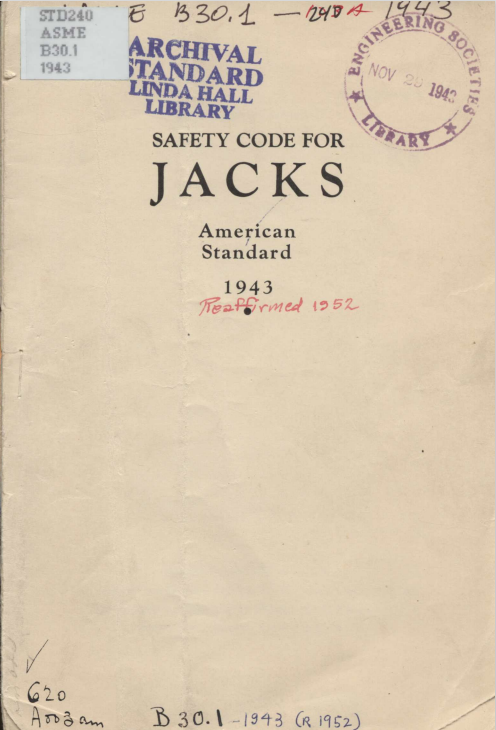 STD240
ASME
B30.1
1943
E B30.1 — 1943
ARCHIVAL
STANDARD
LINDA HALL
LIBRARY
ENGINEERING SOCIETIES
NOV 1943
LIBRARY
SAFETY CODE FOR
JACKS
American
Standard
1943
Reaffirmed 1952
620
B30.1 - 1943 (R 1952)